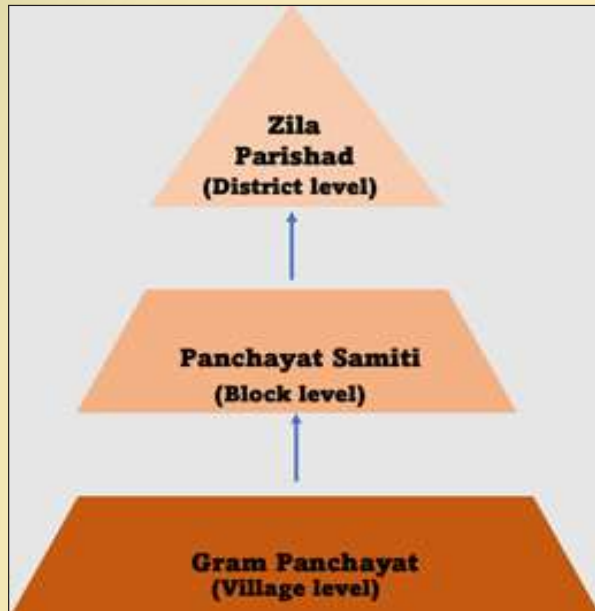 Zila
Parishad
(District level)
Panchayat Samiti
(Block level)
Gram Panchayat
(Village level)